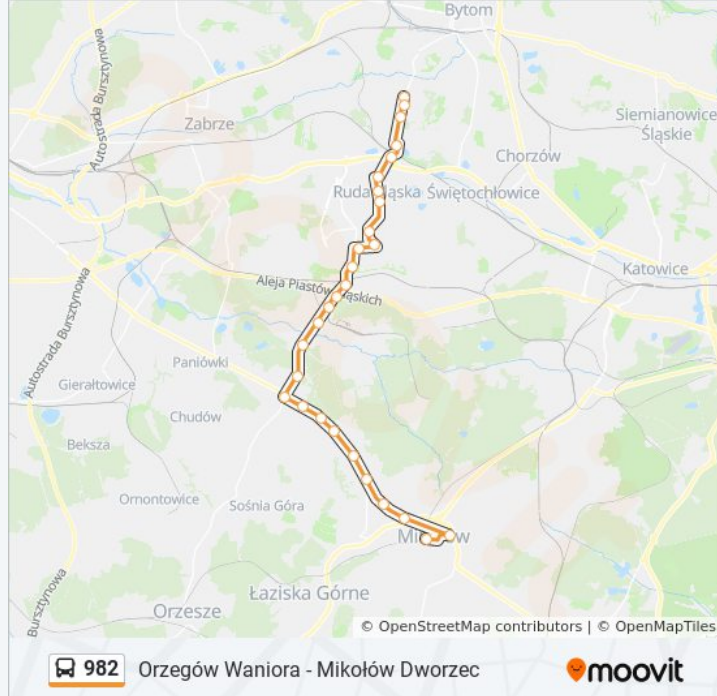 Bytom
Autostrada Bursztynowa
Zabrze
Siemianowice
Śląskie
Chorzów
Ruda Śląska
Świętochłowice
Katowice
Aleja Piastów Śląskich
Autostrada Bursztynowa
Paniówki
Gierałtowice
Chudów
Beksza
Ornontowice
Sośnia Góra
Mikołów
Łaziska Górne
Bursztynowa
Orzesze
© OpenStreetMap contributors | © OpenMapTiles
982 Orzegów Waniora - Mikołów Dworzec
moovit